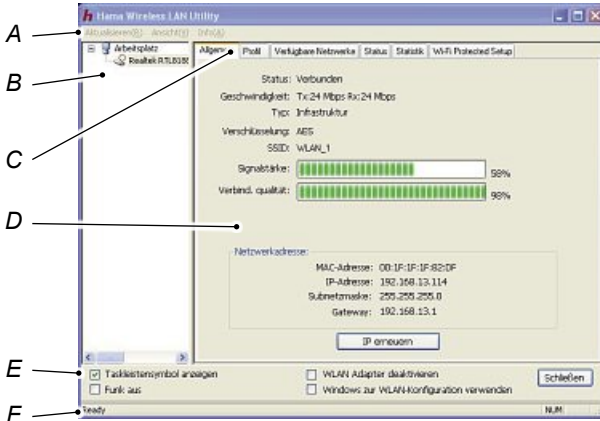 Hama Wireless LAN Utility
A
Aktualisieren(R) Ansicht(V) Info(A)
Arbeitsplatz
Realtek RTL818
Allgem Profil Verfügbare Netzwerke Status Statistik Wi-Fi Protected Setup
B
Status: Verbunden
Geschwindigkeit: Tx:24 Mbps Rx:24 Mbps
Typ: Infrastruktur
Verschlüsselung: AES
C
SSID: WLAN_1
Signalstärke: 58%
Verbind. qualität: 98%
D
Netzwerkadresse:
MAC-Adresse: 00:1F:1F:1F:82:DF
IP-Adresse: 192.168.13.114
Subnetzmaske: 255.255.255.0
Gateway: 192.168.13.1
IP erneuern
E
Taskleistensymbol anzeigen WLAN Adapter deaktivieren Schließen
Funk aus Windows zur WLAN-Konfiguration verwenden
F
Ready NUM